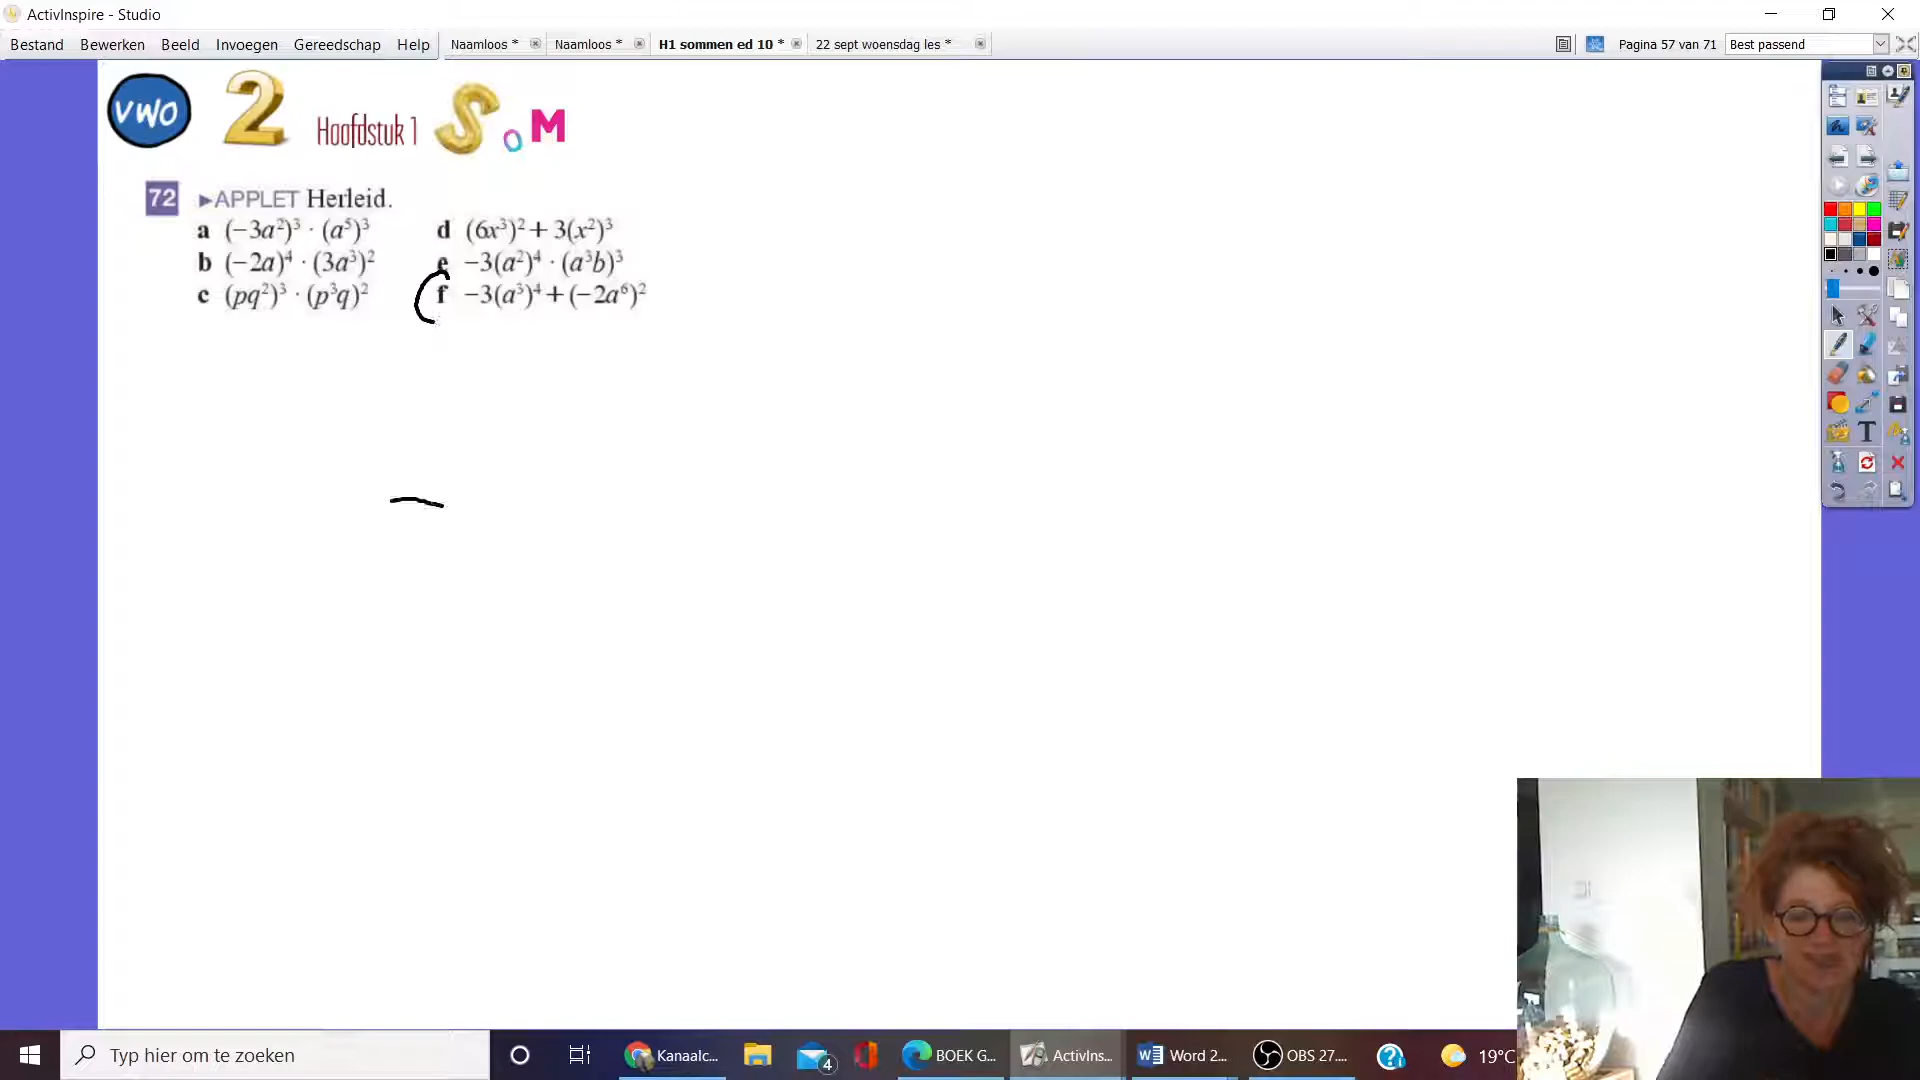 ActivInspire - Studio
Bestand Bewerken Beeld Invoegen Gereedschap Help Naamloos * Naamloos * H1 sommen ed 10 * 22 sept woensdag les * Pagina 57 van 71 Best passend
VWO 2 Hoofdstuk 1 SOM
72 ▸APPLET Herleid.
a (−3a²)³ · (a⁵)³ d (6x³)² + 3(x²)³
b (−2a)⁴ · (3a³)² e −3(a²)⁴ · (a³b)³
c (pq²)³ · (p³q)² f −3(a³)⁴ + (−2a⁶)²
Typ hier om te zoeken Kanaalc... 4 BOEK G... ActivIns... Word 2... OBS 27.... 19°C